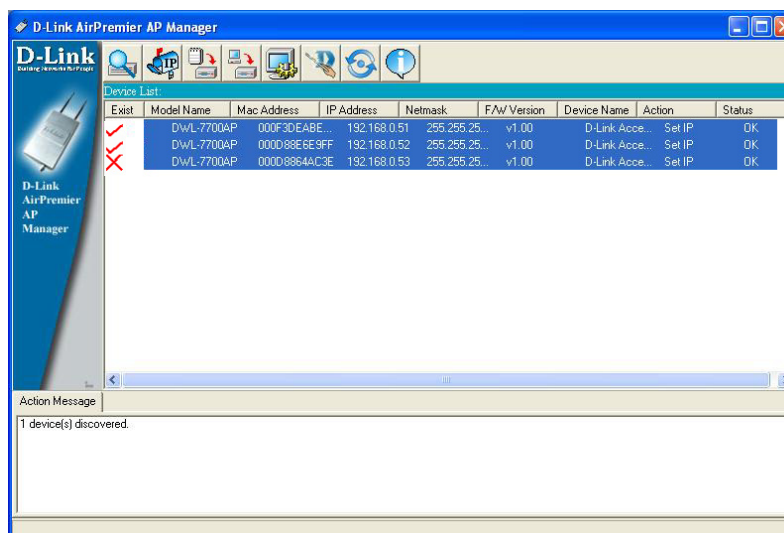 D-Link AirPremier AP Manager
D-Link
Building Networks for People
IP
Device List:
Exist Model Name Mac Address IP Address Netmask F/W Version Device Name Action Status
DWL-7700AP 000F3DEABE... 192.168.0.51 255.255.25... v1.00 D-Link Acce... Set IP OK
DWL-7700AP 000D88E6E9FF 192.168.0.52 255.255.25... v1.00 D-Link Acce... Set IP OK
DWL-7700AP 000D8864AC3E 192.168.0.53 255.255.25... v1.00 D-Link Acce... Set IP OK
D-Link
AirPremier
AP
Manager
Action Message
1 device(s) discovered.